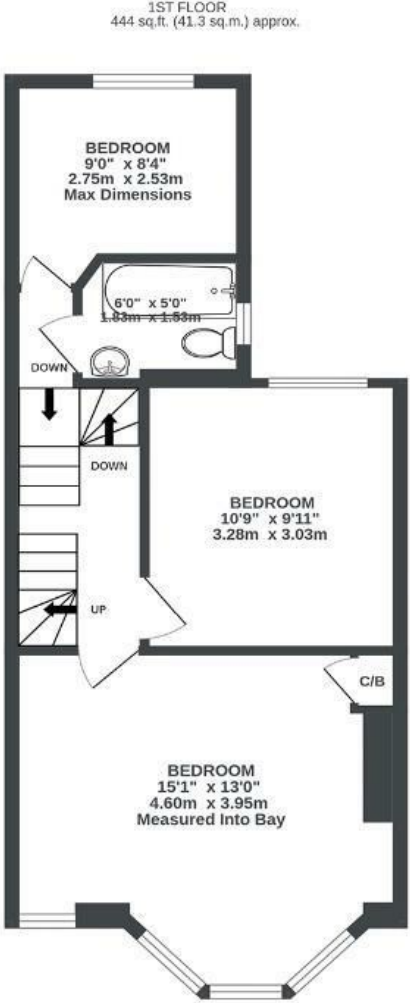 1ST FLOOR
444 sq.ft. (41.3 sq.m.) approx.
BEDROOM
9'0" x 8'4"
2.75m x 2.53m
Max Dimensions
6'0" x 5'0"
1.83m x 1.53m
DOWN
DOWN
BEDROOM
10'9" x 9'11"
3.28m x 3.03m
UP
C/B
BEDROOM
15'1" x 13'0"
4.60m x 3.95m
Measured Into Bay